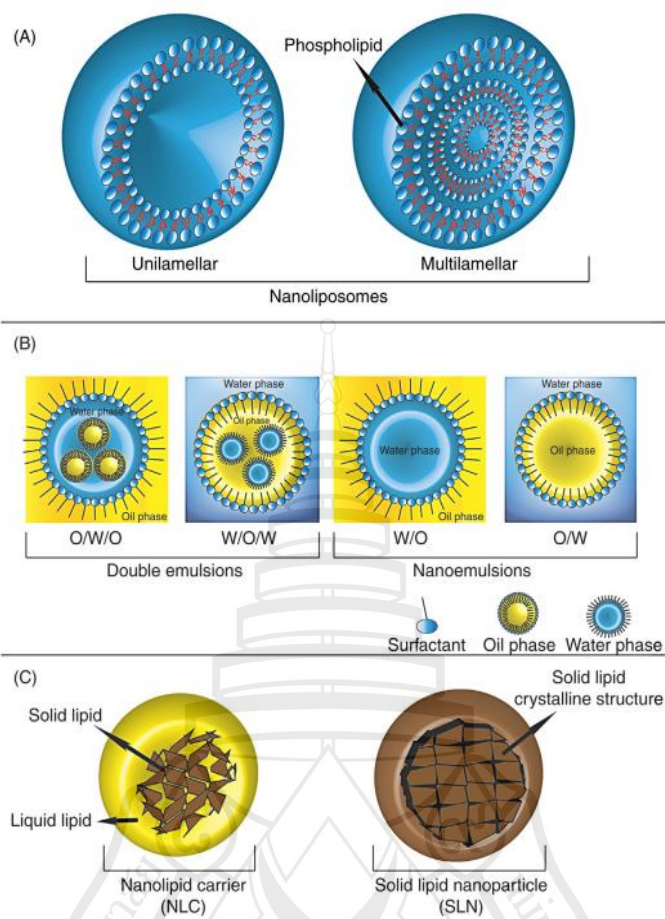 (A)
Phospholipid
Unilamellar
Multilamellar
Nanoliposomes
(B)
Water phase
Oil phase
O/W/O
Water phase
Oil phase
W/O/W
Water phase
Oil phase
W/O
Water phase
Oil phase
O/W
Double emulsions
Nanoemulsions
Surfactant
Oil phase
Water phase
(C)
Solid lipid
Liquid lipid
Nanolipid carrier
(NLC)
Solid lipid
crystalline structure
Solid lipid nanoparticle
(SLN)